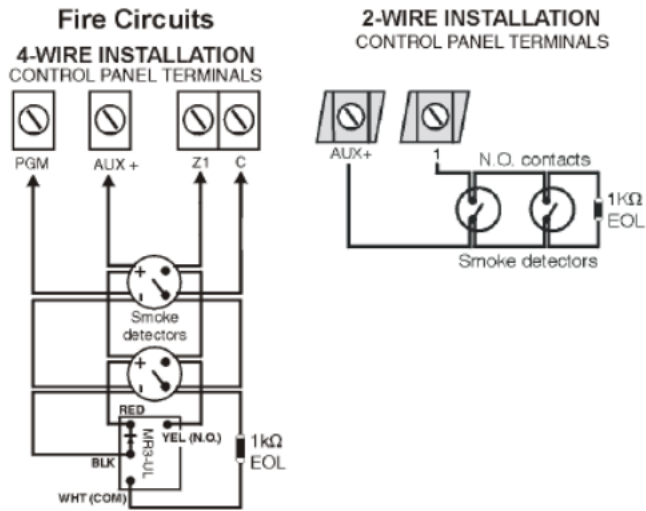 Fire Circuits
4-WIRE INSTALLATION
CONTROL PANEL TERMINALS
PGM
AUX +
Z1
C
+
-
Smoke
detectors
+
-
RED
YEL (N.O.)
MR3-UL
BLK
WHT (COM)
1kΩ
EOL
2-WIRE INSTALLATION
CONTROL PANEL TERMINALS
AUX+
1
N.O. contacts
1KΩ
EOL
Smoke detectors